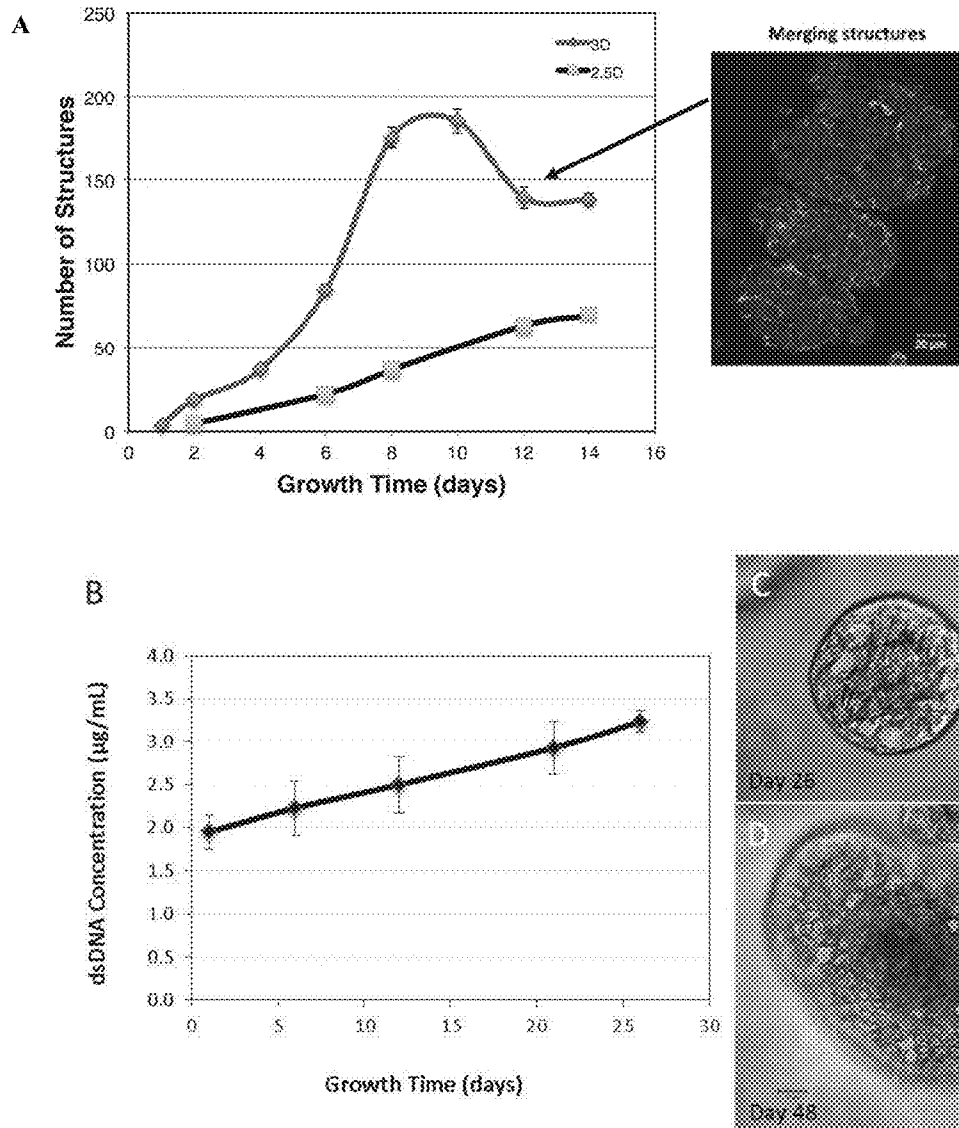 A
250
200
150
100
50
0
Number of Structures
3D
2.5D
0 2 4 6 8 10 12 14 16
Growth Time (days)
Merging structures
B
4.0
3.5
3.0
2.5
2.0
1.5
1.0
0.5
0.0
dsDNA Concentration (µg/mL)
0 5 10 15 20 25 30
Growth Time (days)
C
Day
D
Day 48